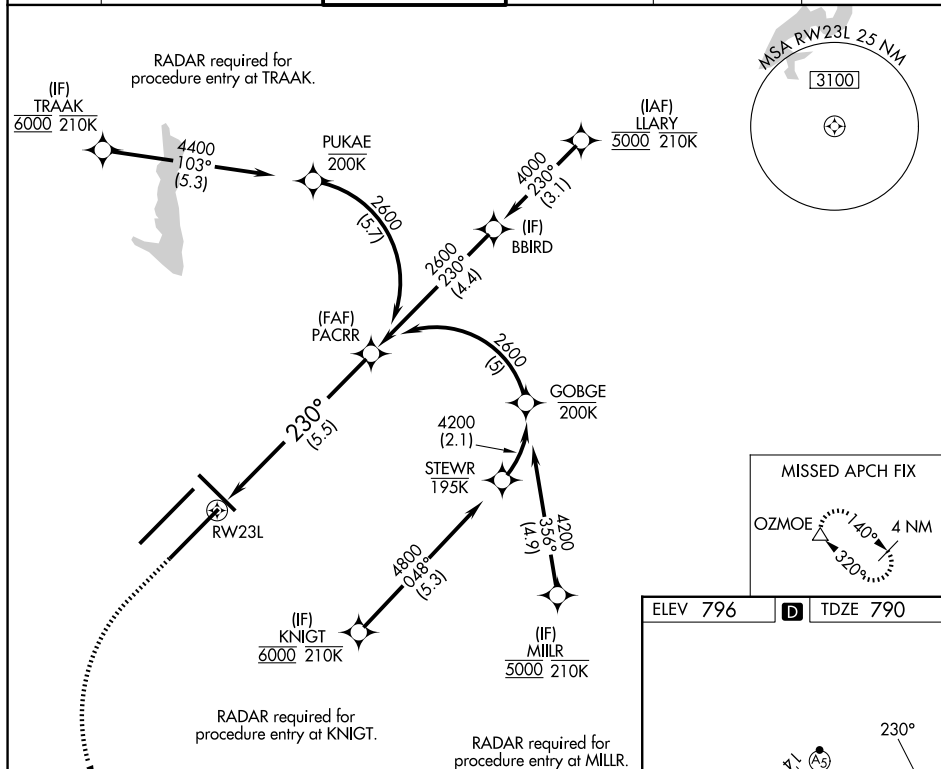 RADAR required for
procedure entry at TRAAK.
MSA RW23L 25 NM
3100
(IF)
TRAAK
6000 210K
4400
103°
(5.3)
PUKAE
200K
2600
(5.7)
(IAF)
LLARY
5000 210K
4000
230°
(3.1)
(IF)
BBIRD
2600
230°
(4.4)
(FAF)
PACRR
2600
(5)
GOBGE
200K
230°
(5.5)
4200
(2.1)
STEWR
195K
RW23L
4200
356°
(4.9)
4800
048°
(5.3)
(IF)
KNIGT
6000 210K
(IF)
MIILR
5000 210K
RADAR required for
procedure entry at KNIGT.
RADAR required for
procedure entry at MILLR.
MISSED APCH FIX
OZMOE
140°
4 NM
320°
ELEV 796
D
TDZE 790
230°
14
A5